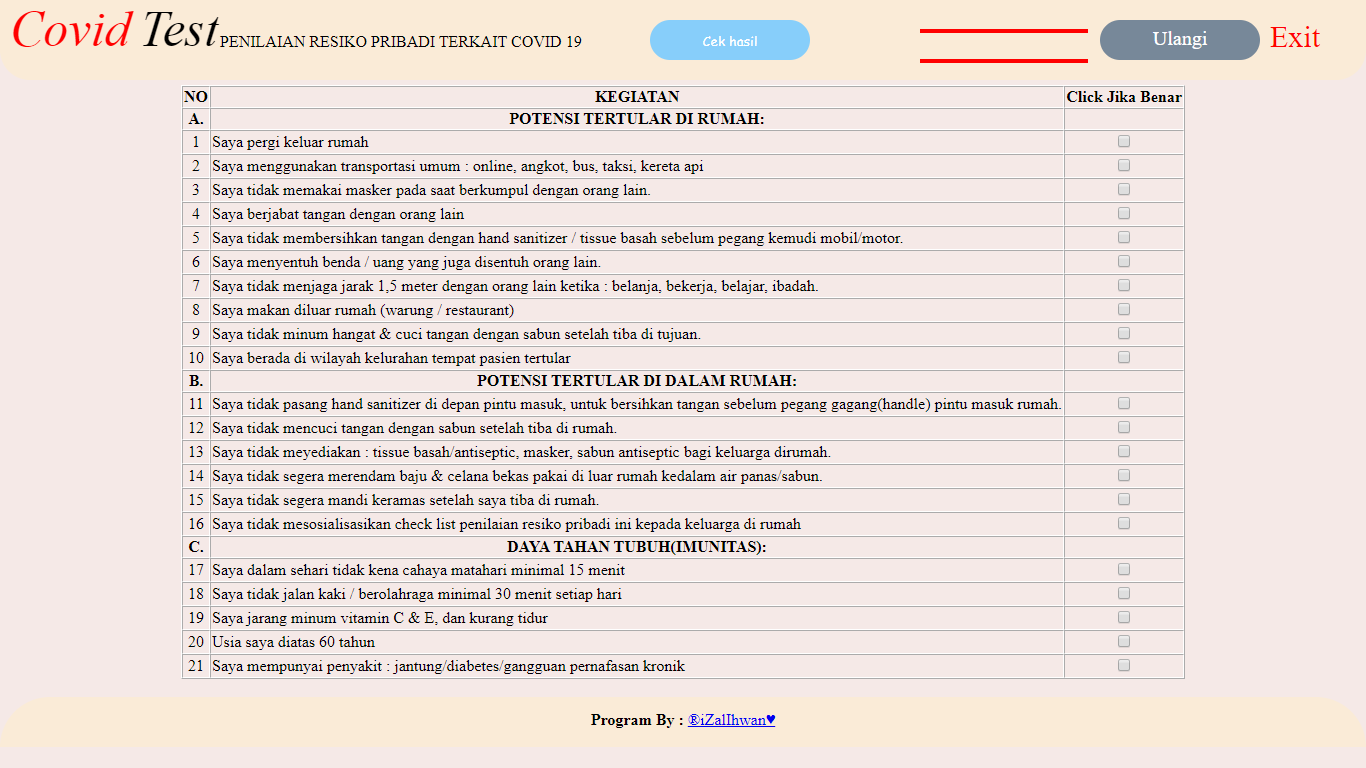 Covid Test PENILAIAN RESIKO PRIBADI TERKAIT COVID 19 Cek hasil Ulangi Exit
NO KEGIATAN Click Jika Benar
A. POTENSI TERTULAR DI RUMAH:
1 Saya pergi keluar rumah
2 Saya menggunakan transportasi umum : online, angkot, bus, taksi, kereta api
3 Saya tidak memakai masker pada saat berkumpul dengan orang lain.
4 Saya berjabat tangan dengan orang lain
5 Saya tidak membersihkan tangan dengan hand sanitizer / tissue basah sebelum pegang kemudi mobil/motor.
6 Saya menyentuh benda / uang yang juga disentuh orang lain.
7 Saya tidak menjaga jarak 1,5 meter dengan orang lain ketika : belanja, bekerja, belajar, ibadah.
8 Saya makan diluar rumah (warung / restaurant)
9 Saya tidak minum hangat & cuci tangan dengan sabun setelah tiba di tujuan.
10 Saya berada di wilayah kelurahan tempat pasien tertular
B. POTENSI TERTULAR DI DALAM RUMAH:
11 Saya tidak pasang hand sanitizer di depan pintu masuk, untuk bersihkan tangan sebelum pegang gagang(handle) pintu masuk rumah.
12 Saya tidak mencuci tangan dengan sabun setelah tiba di rumah.
13 Saya tidak meyediakan : tissue basah/antiseptic, masker, sabun antiseptic bagi keluarga dirumah.
14 Saya tidak segera merendam baju & celana bekas pakai di luar rumah kedalam air panas/sabun.
15 Saya tidak segera mandi keramas setelah saya tiba di rumah.
16 Saya tidak mesosialisasikan check list penilaian resiko pribadi ini kepada keluarga di rumah
C. DAYA TAHAN TUBUH(IMUNITAS):
17 Saya dalam sehari tidak kena cahaya matahari minimal 15 menit
18 Saya tidak jalan kaki / berolahraga minimal 30 menit setiap hari
19 Saya jarang minum vitamin C & E, dan kurang tidur
20 Usia saya diatas 60 tahun
21 Saya mempunyai penyakit : jantung/diabetes/gangguan pernafasan kronik
Program By : ®iZalIhwan♥